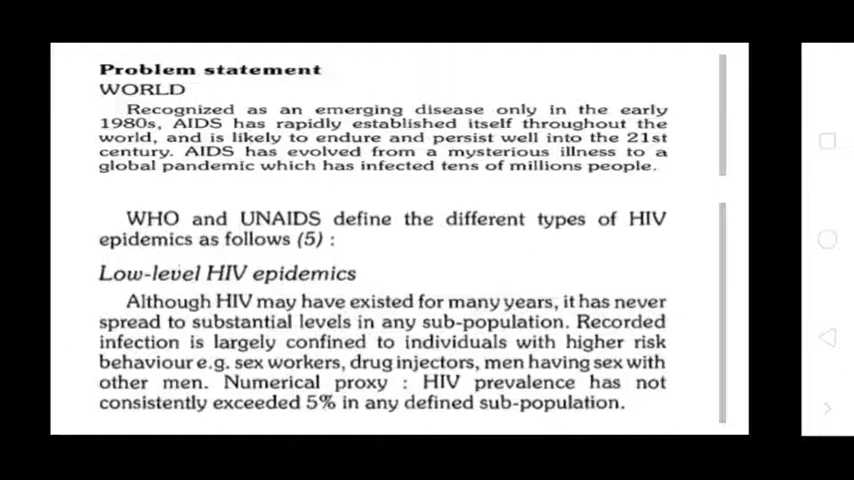 Problem statement
WORLD
Recognized as an emerging disease only in the early
1980s, AIDS has rapidly established itself throughout the
world, and is likely to endure and persist well into the 21st
century. AIDS has evolved from a mysterious illness to a
global pandemic which has infected tens of millions people.
WHO and UNAIDS define the different types of HIV
epidemics as follows (5) :
Low-level HIV epidemics
Although HIV may have existed for many years, it has never
spread to substantial levels in any sub-population. Recorded
infection is largely confined to individuals with higher risk
behaviour e.g. sex workers, drug injectors, men having sex with
other men. Numerical proxy : HIV prevalence has not
consistently exceeded 5% in any defined sub-population.